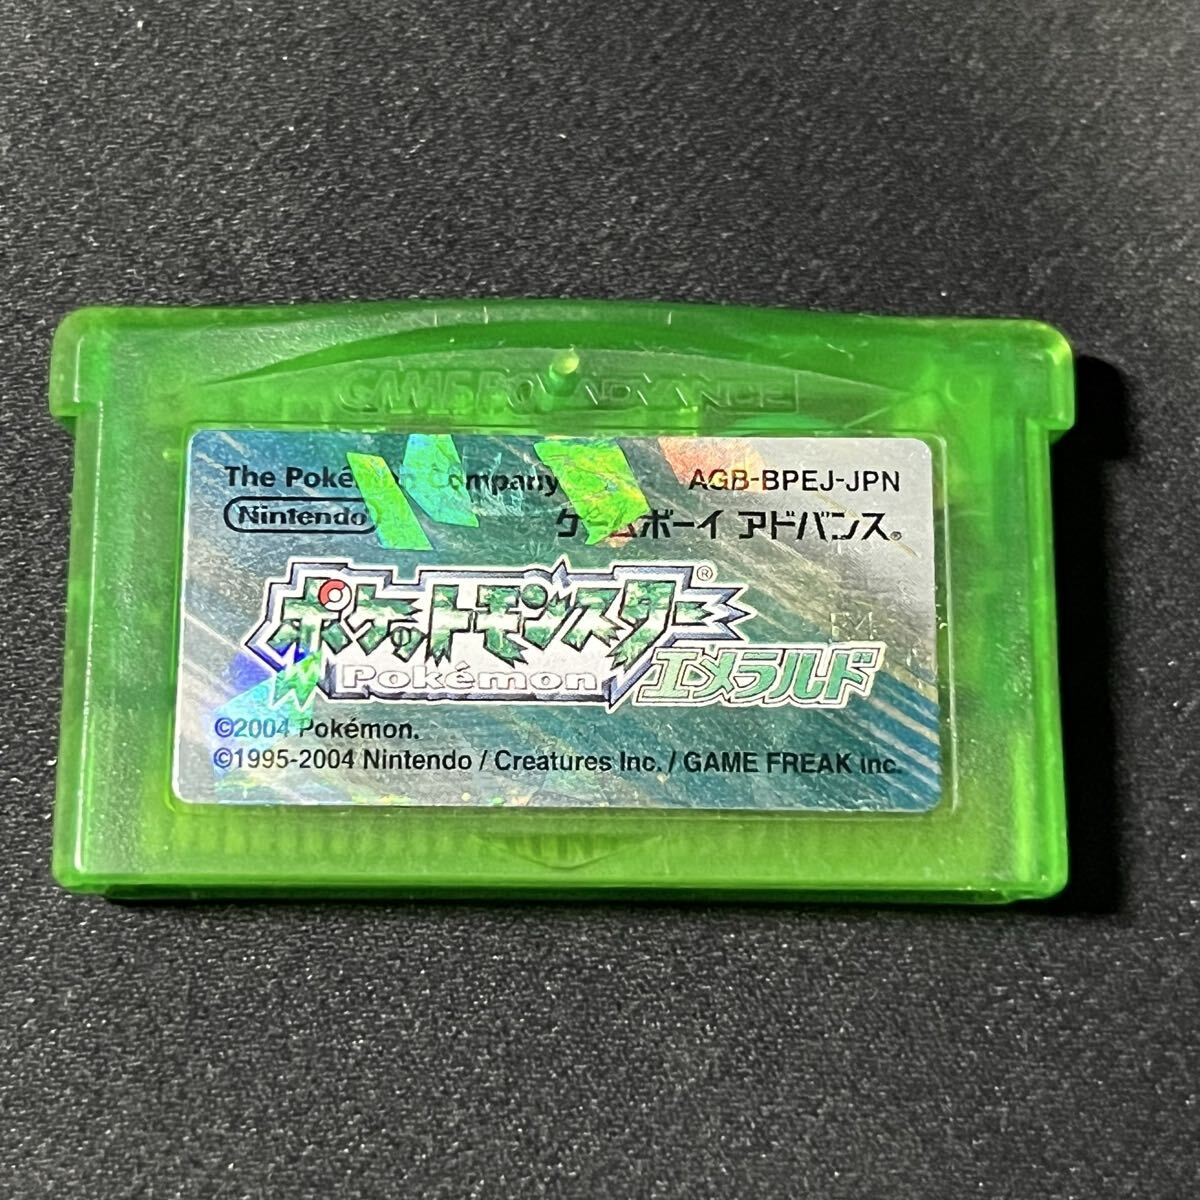 GAME BOY ADVANCE
The Pokémon Company
AGB-BPEJ-JPN
Nintendo
ゲームボーイ アドバンス®
ポケットモンスター®
Pokémon
エメラルド
©2004 Pokémon.
©1995-2004 Nintendo / Creatures Inc. / GAME FREAK inc.